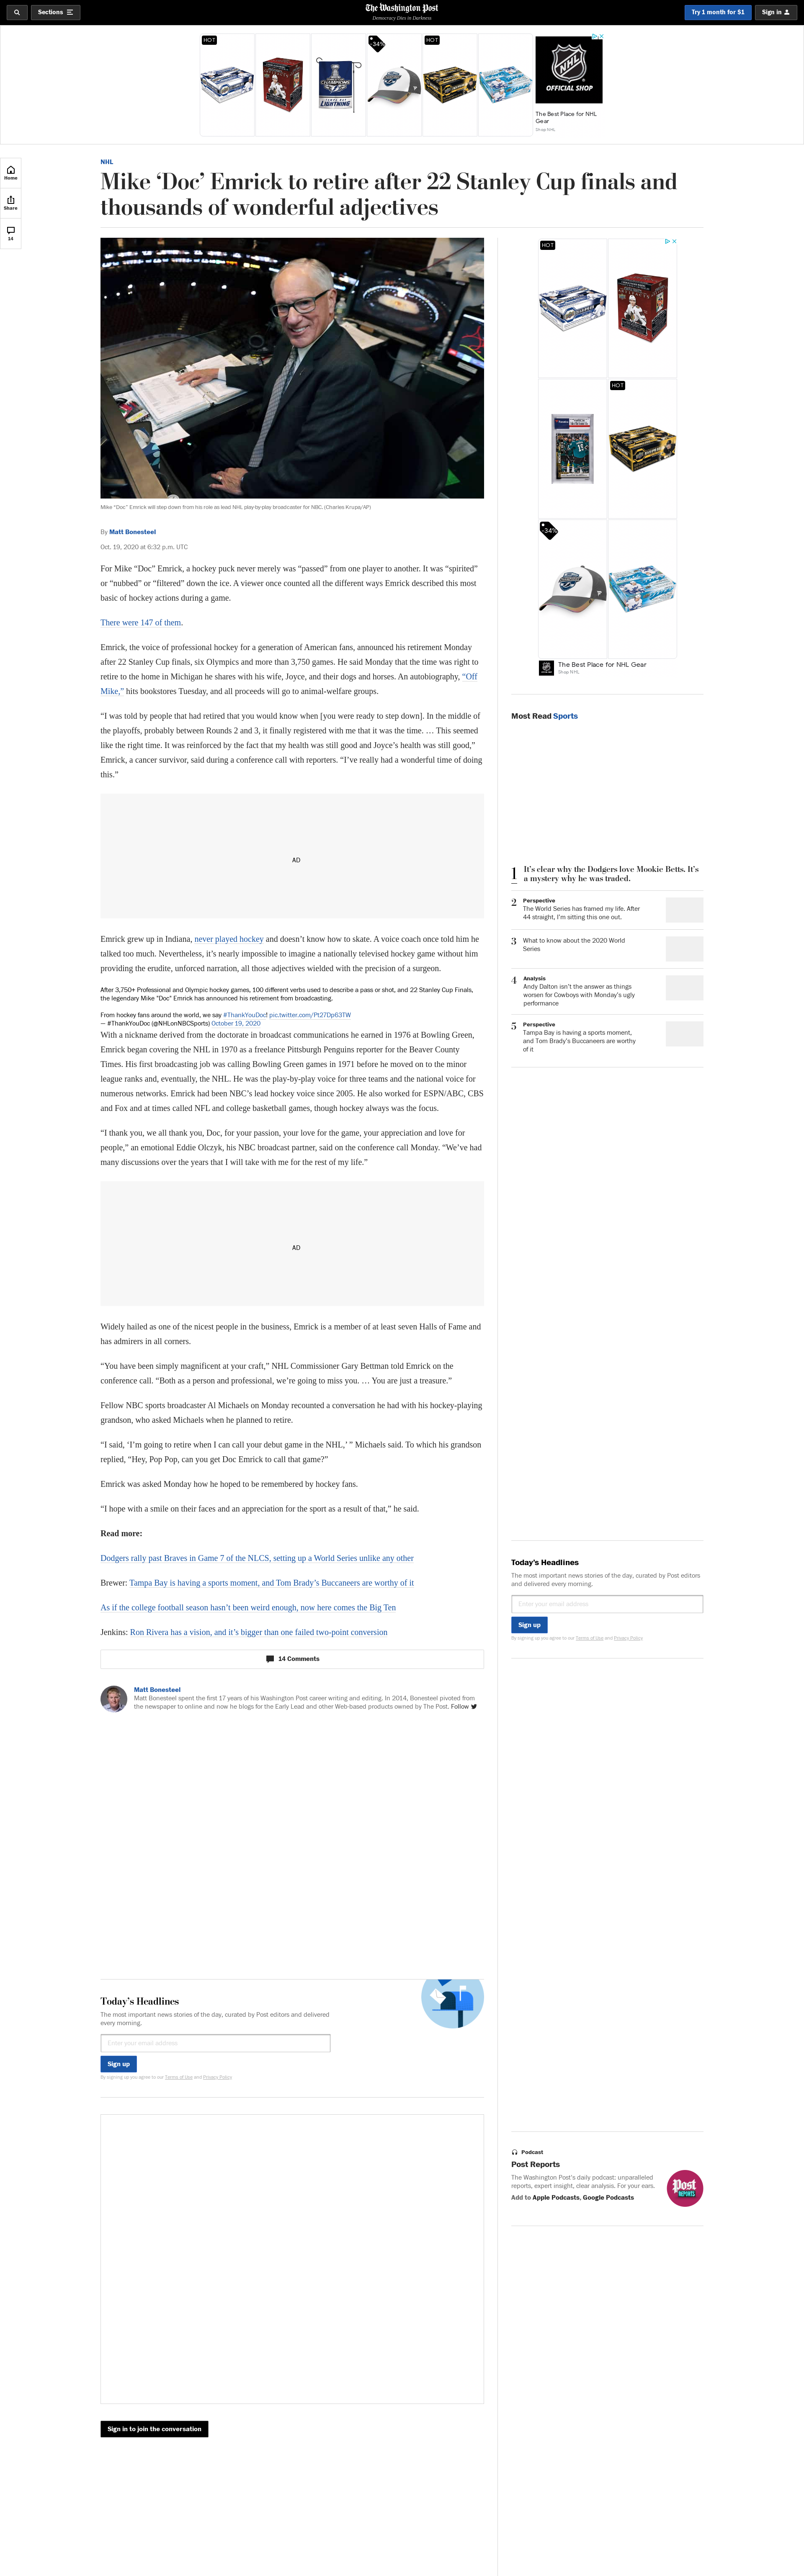 Sections
The Washington Post
Democracy Dies in Darkness
Try 1 month for $1
Sign in
HOT
-34%
HOT
CHAMPIONS
LIGHTNING
NHL
OFFICIAL SHOP
The Best Place for NHL
Gear
Shop NHL
Home
Share
14
NHL
Mike ‘Doc’ Emrick to retire after 22 Stanley Cup finals and
thousands of wonderful adjectives
Mike “Doc” Emrick will step down from his role as lead NHL play-by-play broadcaster for NBC. (Charles Krupa/AP)
By Matt Bonesteel
Oct. 19, 2020 at 6:32 p.m. UTC
For Mike “Doc” Emrick, a hockey puck never merely was “passed” from one player to another. It was “spirited”
or “nubbed” or “filtered” down the ice. A viewer once counted all the different ways Emrick described this most
basic of hockey actions during a game.
There were 147 of them.
Emrick, the voice of professional hockey for a generation of American fans, announced his retirement Monday
after 22 Stanley Cup finals, six Olympics and more than 3,750 games. He said Monday that the time was right to
retire to the home in Michigan he shares with his wife, Joyce, and their dogs and horses. An autobiography, “Off
Mike,” hits bookstores Tuesday, and all proceeds will go to animal-welfare groups.
“I was told by people that had retired that you would know when [you were ready to step down]. In the middle of
the playoffs, probably between Rounds 2 and 3, it finally registered with me that it was the time. … This seemed
like the right time. It was reinforced by the fact that my health was still good and Joyce’s health was still good,”
Emrick, a cancer survivor, said during a conference call with reporters. “I’ve really had a wonderful time of doing
this.”
AD
Emrick grew up in Indiana, never played hockey and doesn’t know how to skate. A voice coach once told him he
talked too much. Nevertheless, it’s nearly impossible to imagine a nationally televised hockey game without him
providing the erudite, unforced narration, all those adjectives wielded with the precision of a surgeon.
After 3,750+ Professional and Olympic hockey games, 100 different verbs used to describe a pass or shot, and 22 Stanley Cup Finals,
the legendary Mike "Doc" Emrick has announced his retirement from broadcasting.
From hockey fans around the world, we say #ThankYouDoc! pic.twitter.com/Pt27Dp63TW
— #ThankYouDoc (@NHLonNBCSports) October 19, 2020
With a nickname derived from the doctorate in broadcast communications he earned in 1976 at Bowling Green,
Emrick began covering the NHL in 1970 as a freelance Pittsburgh Penguins reporter for the Beaver County
Times. His first broadcasting job was calling Bowling Green games in 1971 before he moved on to the minor
league ranks and, eventually, the NHL. He was the play-by-play voice for three teams and the national voice for
numerous networks. Emrick had been NBC’s lead hockey voice since 2005. He also worked for ESPN/ABC, CBS
and Fox and at times called NFL and college basketball games, though hockey always was the focus.
“I thank you, we all thank you, Doc, for your passion, your love for the game, your appreciation and love for
people,” an emotional Eddie Olczyk, his NBC broadcast partner, said on the conference call Monday. “We’ve had
many discussions over the years that I will take with me for the rest of my life.”
AD
Widely hailed as one of the nicest people in the business, Emrick is a member of at least seven Halls of Fame and
has admirers in all corners.
“You have been simply magnificent at your craft,” NHL Commissioner Gary Bettman told Emrick on the
conference call. “Both as a person and professional, we’re going to miss you. … You are just a treasure.”
Fellow NBC sports broadcaster Al Michaels on Monday recounted a conversation he had with his hockey-playing
grandson, who asked Michaels when he planned to retire.
“I said, ‘I’m going to retire when I can call your debut game in the NHL,’ ” Michaels said. To which his grandson
replied, “Hey, Pop Pop, can you get Doc Emrick to call that game?”
Emrick was asked Monday how he hoped to be remembered by hockey fans.
“I hope with a smile on their faces and an appreciation for the sport as a result of that,” he said.
Read more:
Dodgers rally past Braves in Game 7 of the NLCS, setting up a World Series unlike any other
Brewer: Tampa Bay is having a sports moment, and Tom Brady’s Buccaneers are worthy of it
As if the college football season hasn’t been weird enough, now here comes the Big Ten
Jenkins: Ron Rivera has a vision, and it’s bigger than one failed two-point conversion
14 Comments
Matt Bonesteel
Matt Bonesteel spent the first 17 years of his Washington Post career writing and editing. In 2014, Bonesteel pivoted from
the newspaper to online and now he blogs for the Early Lead and other Web-based products owned by The Post. Follow
Today’s Headlines
The most important news stories of the day, curated by Post editors and delivered
every morning.
Enter your email address
Sign up
By signing up you agree to our Terms of Use and Privacy Policy
Sign in to join the conversation
HOT
HOT
-34%
The Best Place for NHL Gear
Shop NHL
Most Read Sports
1
It’s clear why the Dodgers love Mookie Betts. It’s
a mystery why he was traded.
2
Perspective
The World Series has framed my life. After
44 straight, I’m sitting this one out.
3
What to know about the 2020 World
Series
4
Analysis
Andy Dalton isn’t the answer as things
worsen for Cowboys with Monday’s ugly
performance
5
Perspective
Tampa Bay is having a sports moment,
and Tom Brady’s Buccaneers are worthy
of it
Today’s Headlines
The most important news stories of the day, curated by Post editors
and delivered every morning.
Enter your email address
Sign up
By signing up you agree to our Terms of Use and Privacy Policy
Podcast
Post Reports
The Washington Post’s daily podcast: unparalleled
reports, expert insight, clear analysis. For your ears.
Add to Apple Podcasts, Google Podcasts
Post
REPORTS